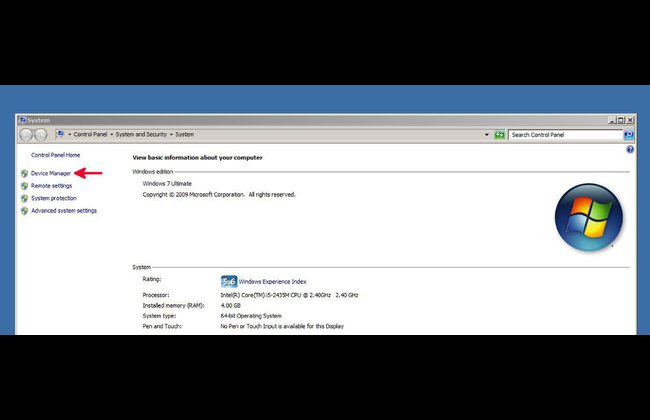 System
Control Panel System and Security System
Search Control Panel
Control Panel Home
Device Manager
Remote settings
System protection
Advanced system settings
View basic information about your computer
Windows edition
Windows 7 Ultimate
Copyright © 2009 Microsoft Corporation. All rights reserved.
System
Rating: 5,6 Windows Experience Index
Processor: Intel(R) Core(TM) i5-2435M CPU @ 2.40GHz 2.40 GHz
Installed memory (RAM): 4.00 GB
System type: 64-bit Operating System
Pen and Touch: No Pen or Touch Input is available for this Display